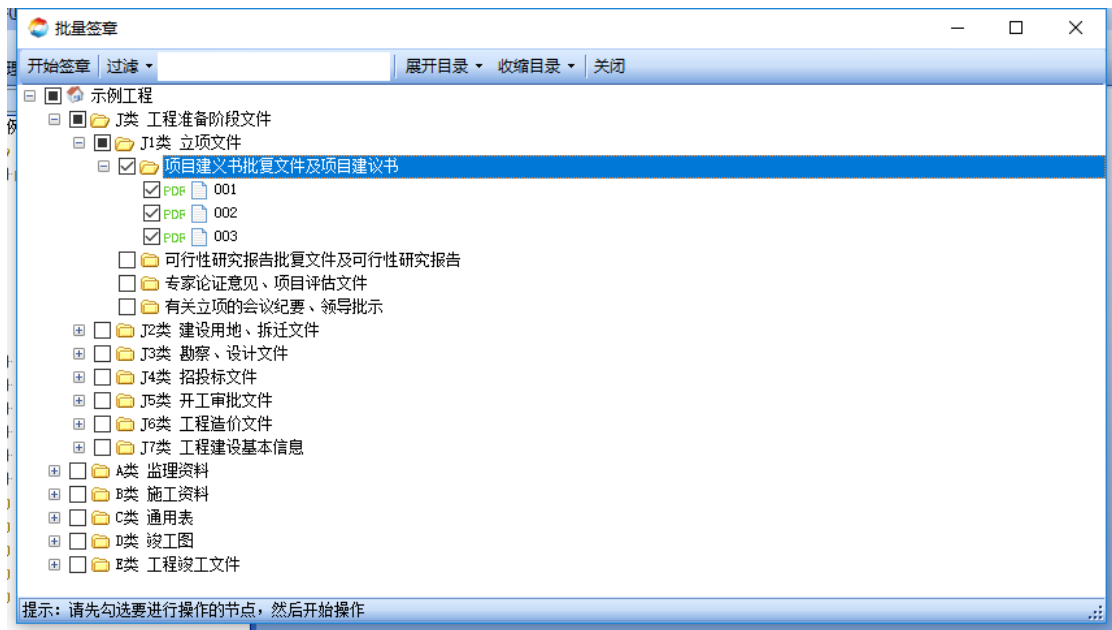 批量签章
开始签章 过滤 展开目录 收缩目录 关闭
示例工程
J类 工程准备阶段文件
J1类 立项文件
项目建义书批复文件及项目建议书
PDF 001
PDF 002
PDF 003
可行性研究报告批复文件及可行性研究报告
专家论证意见、项目评估文件
有关立项的会议纪要、领导批示
J2类 建设用地、拆迁文件
J3类 勘察、设计文件
J4类 招投标文件
J5类 开工审批文件
J6类 工程造价文件
J7类 工程建设基本信息
A类 监理资料
B类 施工资料
C类 通用表
D类 竣工图
E类 工程竣工文件
提示：请先勾选要进行操作的节点，然后开始操作